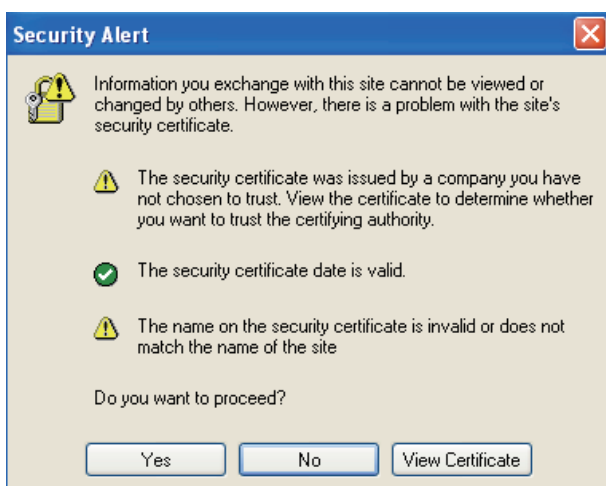 Security Alert
Information you exchange with this site cannot be viewed or
changed by others. However, there is a problem with the site's
security certificate.
The security certificate was issued by a company you have
not chosen to trust. View the certificate to determine whether
you want to trust the certifying authority.
The security certificate date is valid.
The name on the security certificate is invalid or does not
match the name of the site
Do you want to proceed?
Yes No View Certificate